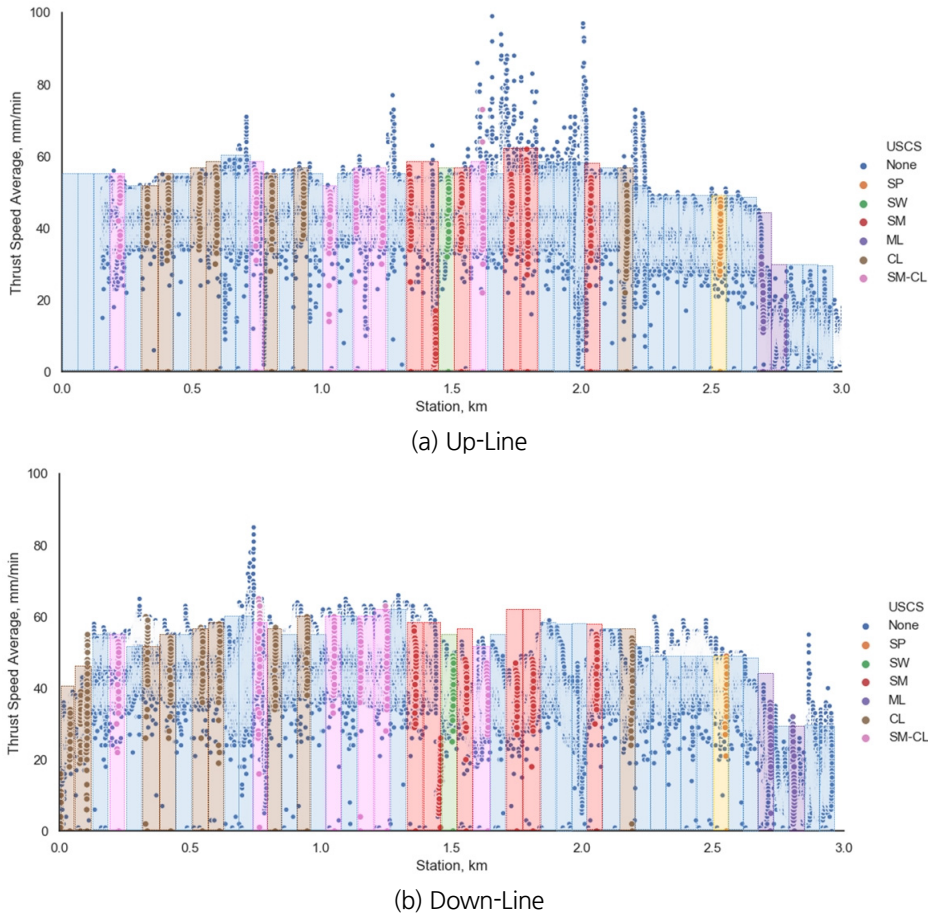 100
80
60
40
20
0
Thrust Speed Average, mm/min
0.0 0.5 1.0 1.5 2.0 2.5 3.0
Station, km
USCS
None
SP
SW
SM
ML
CL
SM-CL
(a) Up-Line
100
80
60
40
20
0
Thrust Speed Average, mm/min
0.0 0.5 1.0 1.5 2.0 2.5 3.0
Station, km
USCS
None
SP
SW
SM
ML
CL
SM-CL
(b) Down-Line